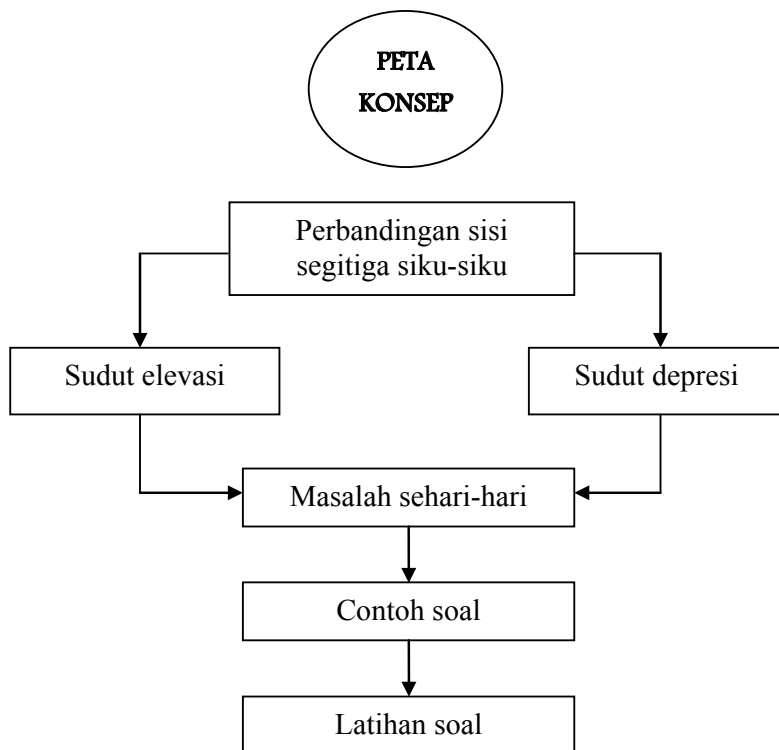 PETA
KONSEP
Perbandingan sisi
segitiga siku-siku
Sudut elevasi
Sudut depresi
Masalah sehari-hari
Contoh soal
Latihan soal